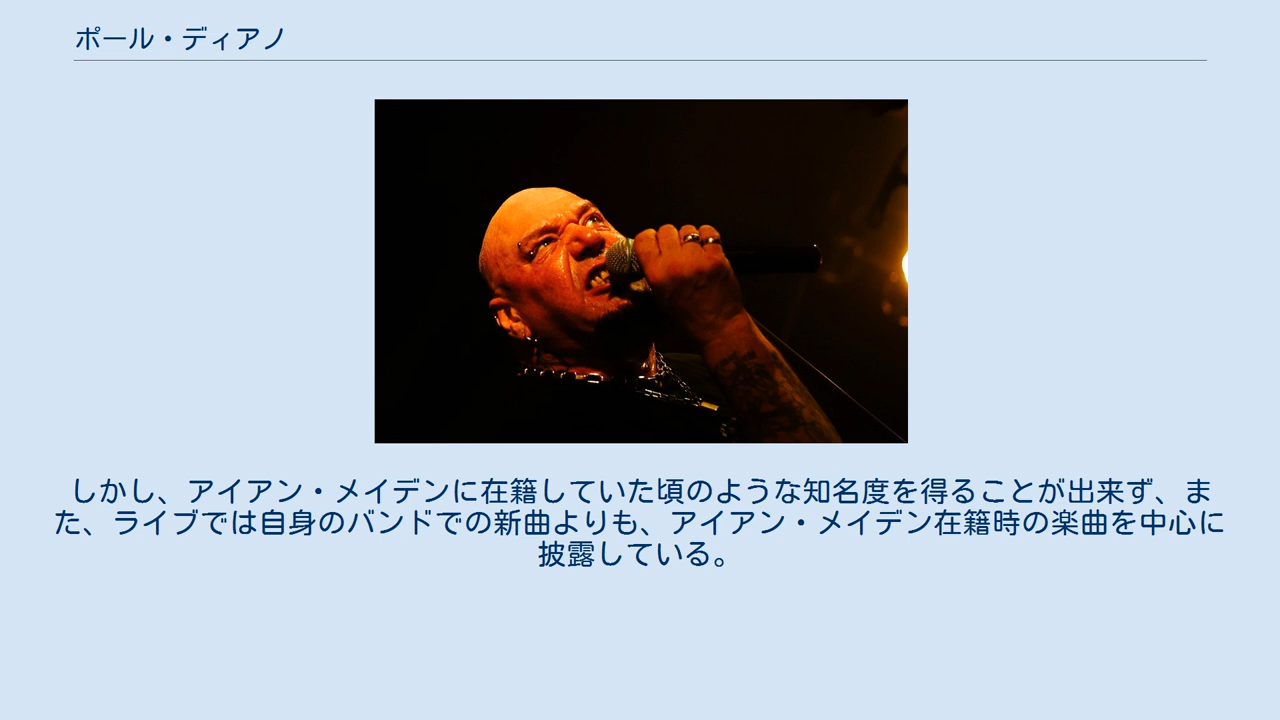 ポール・ディアノ
しかし、アイアン・メイデンに在籍していた頃のような知名度を得ることが出来ず、ま
た、ライブでは自身のバンドでの新曲よりも、アイアン・メイデン在籍時の楽曲を中心に
披露している。